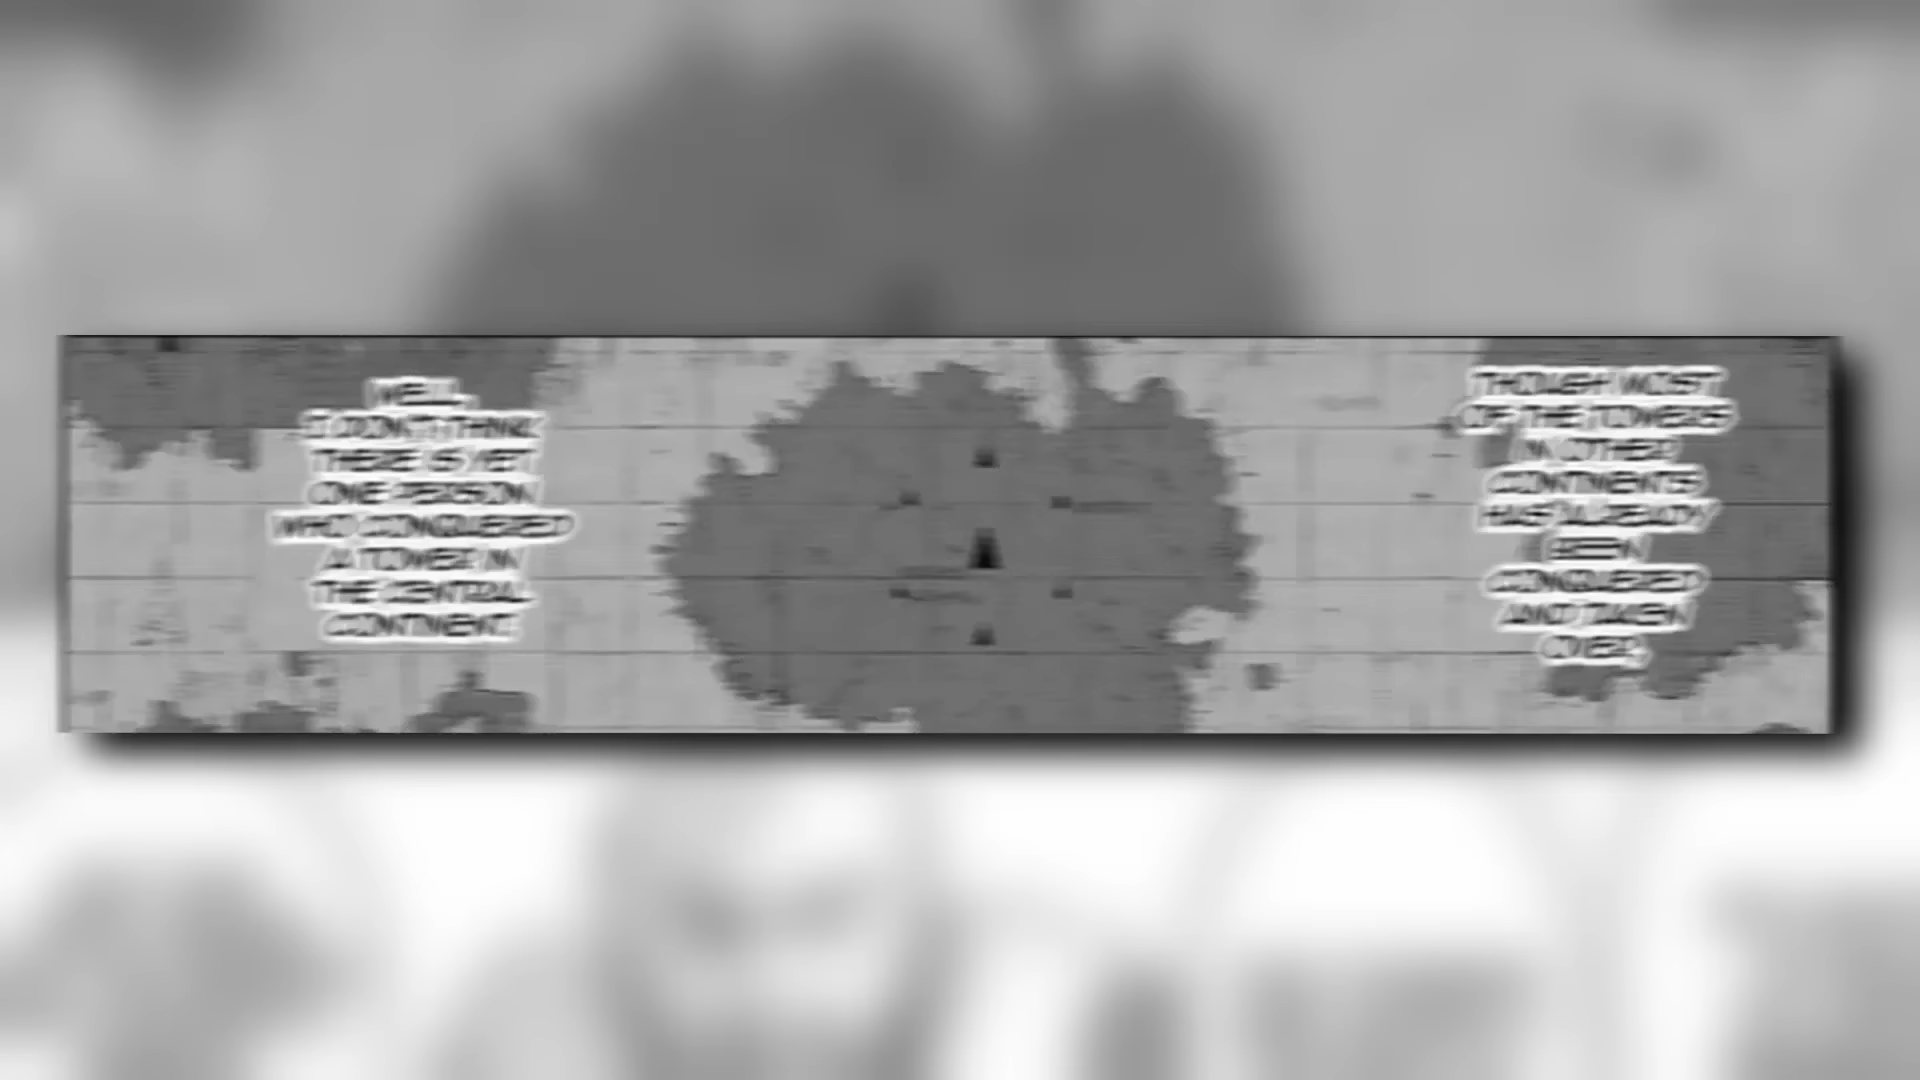 WELL,
I DON'T THINK
THERE IS YET
ONE PERSON
WHO CONQUERED
A TOWER IN
THE CENTRAL
CONTINENT.
THOUGH MOST
OF THE TOWERS
IN OTHER
CONTINENTS
HAS ALREADY
BEEN
CONQUERED
AND TAKEN
OVER.